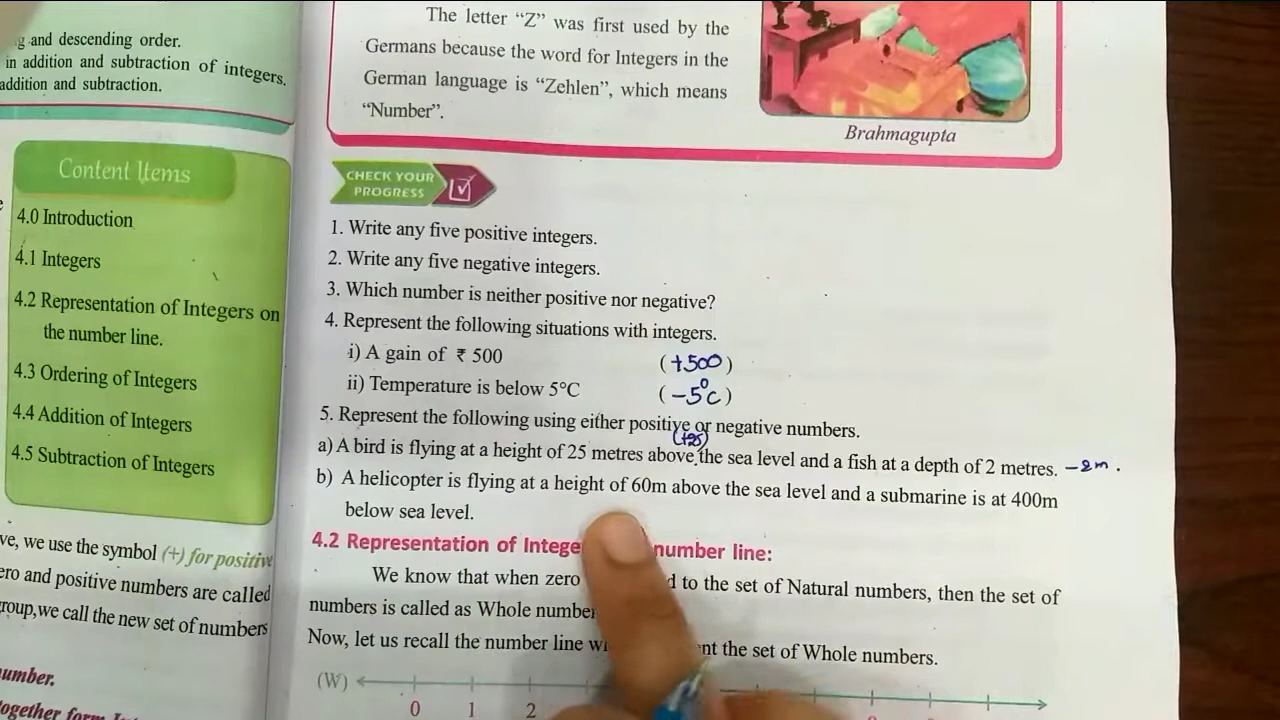 g and descending order.
in addition and subtraction of integers.
addition and subtraction.
Content Items
4.0 Introduction
4.1 Integers
4.2 Representation of Integers on
the number line.
4.3 Ordering of Integers
4.4 Addition of Integers
4.5 Subtraction of Integers
ve, we use the symbol (+) for positive
ero and positive numbers are called
roup, we call the new set of numbers
umber.
The letter “Z” was first used by the
Germans because the word for Integers in the
German language is “Zehlen”, which means
“Number”.
Brahmagupta
CHECK YOUR
PROGRESS
1. Write any five positive integers.
2. Write any five negative integers.
3. Which number is neither positive nor negative?
4. Represent the following situations with integers.
i) A gain of ₹ 500 (+500)
ii) Temperature is below 5°C (-5°c)
5. Represent the following using either positive or negative numbers.
(+25)
a) A bird is flying at a height of 25 metres above the sea level and a fish at a depth of 2 metres. -2m.
b) A helicopter is flying at a height of 60m above the sea level and a submarine is at 400m
below sea level.
4.2 Representation of Intege number line:
We know that when zero d to the set of Natural numbers, then the set of
numbers is called as Whole number
Now, let us recall the number line w nt the set of Whole numbers.
(W) 0 1 2